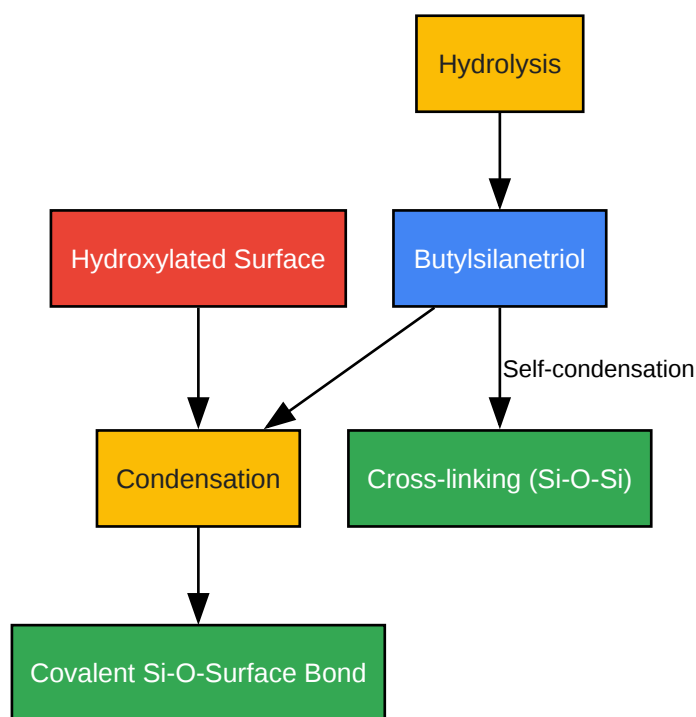 Hydrolysis
Hydroxylated Surface
Butylsilanetriol
Self-condensation
Condensation
Cross-linking (Si-O-Si)
Covalent Si-O-Surface Bond